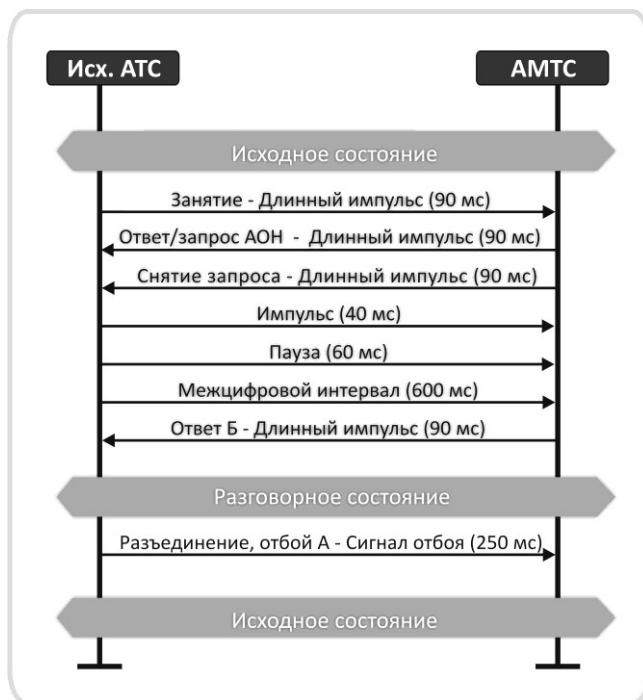 Исх. АТС
АМТС
Исходное состояние
Занятие - Длинный импульс (90 мс)
Ответ/запрос АОН - Длинный импульс (90 мс)
Снятие запроса - Длинный импульс (90 мс)
Импульс (40 мс)
Пауза (60 мс)
Межцифровой интервал (600 мс)
Ответ Б - Длинный импульс (90 мс)
Разговорное состояние
Разъединение, отбой А - Сигнал отбоя (250 мс)
Исходное состояние